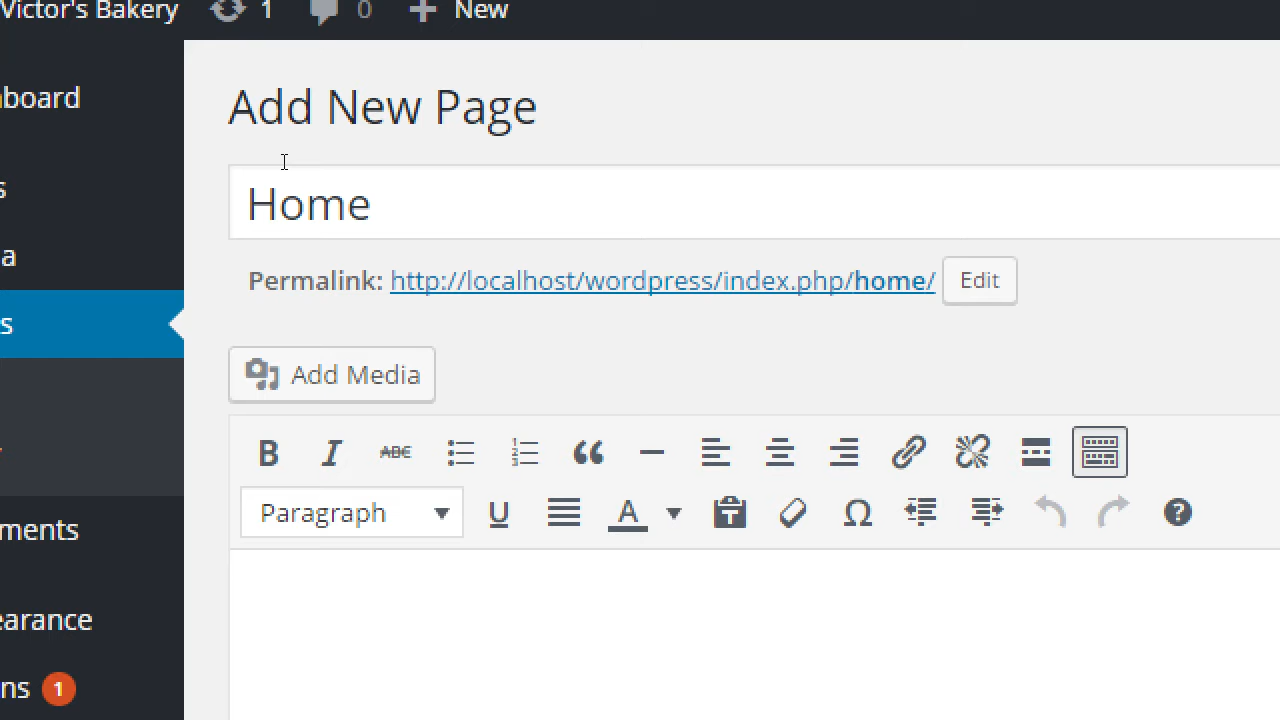 Victor's Bakery 1 0 New
Add New Page
Home
Permalink: http://localhost/wordpress/index.php/home/ Edit
Add Media
B I ABC
Paragraph U A Ω ?
board
s
a
s
ments
earance
ns 1